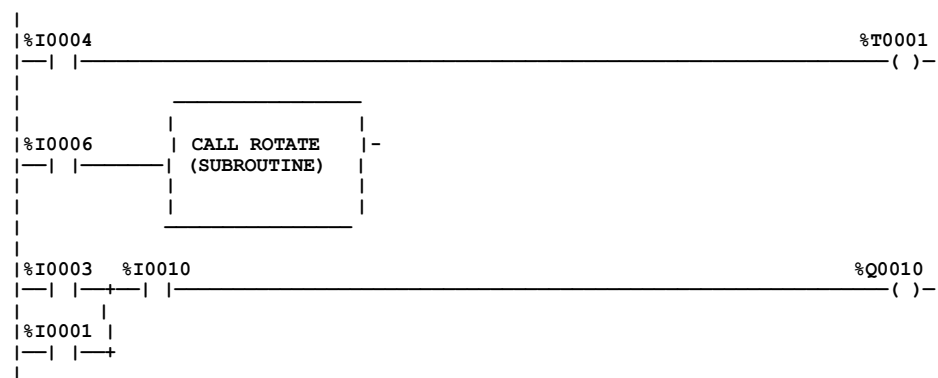 %I0004 %T0001
( )
%I0006 CALL ROTATE
(SUBROUTINE)
%I0003 %I0010 %Q0010
( )
%I0001